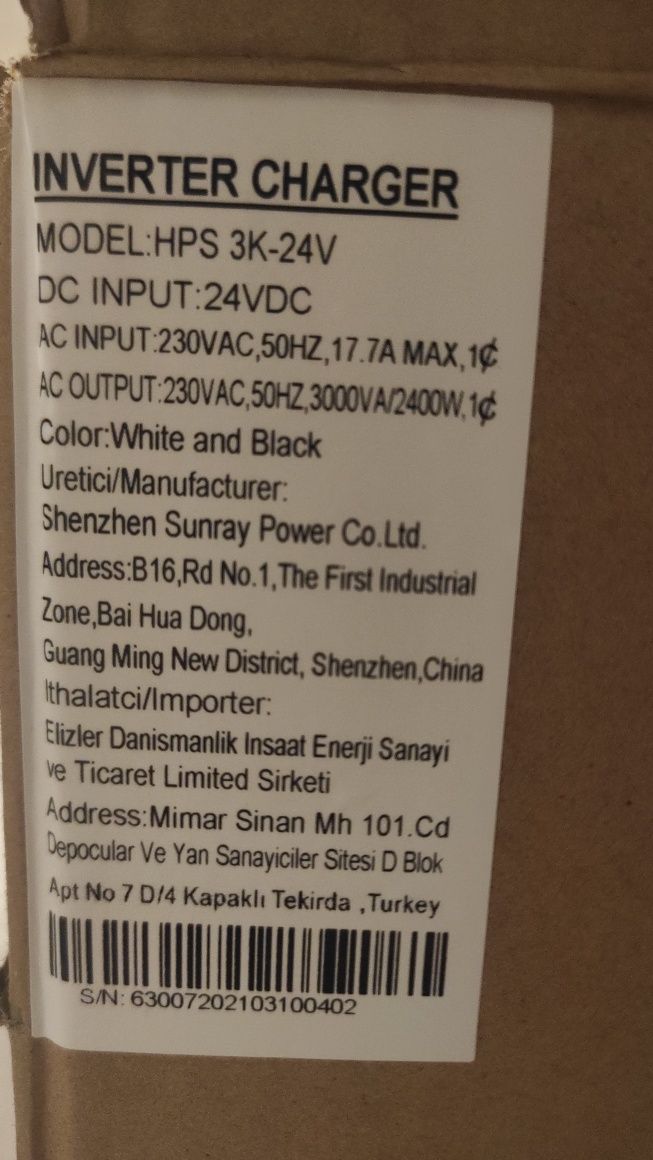 INVERTER CHARGER
MODEL:HPS 3K-24V
DC INPUT:24VDC
AC INPUT:230VAC,50HZ,17.7A MAX,1₵
AC OUTPUT:230VAC,50HZ,3000VA/2400W,1₵
Color:White and Black
Uretici/Manufacturer:
Shenzhen Sunray Power Co.Ltd.
Address:B16,Rd No.1,The First Industrial
Zone,Bai Hua Dong,
Guang Ming New District, Shenzhen,China
Ithalatci/Importer:
Elizler Danismanlik Insaat Enerji Sanayi
ve Ticaret Limited Sirketi
Address:Mimar Sinan Mh 101.Cd
Depocular Ve Yan Sanayiciler Sitesi D Blok
Apt No 7 D/4 Kapaklı Tekirda ,Turkey
S/N: 63007202103100402